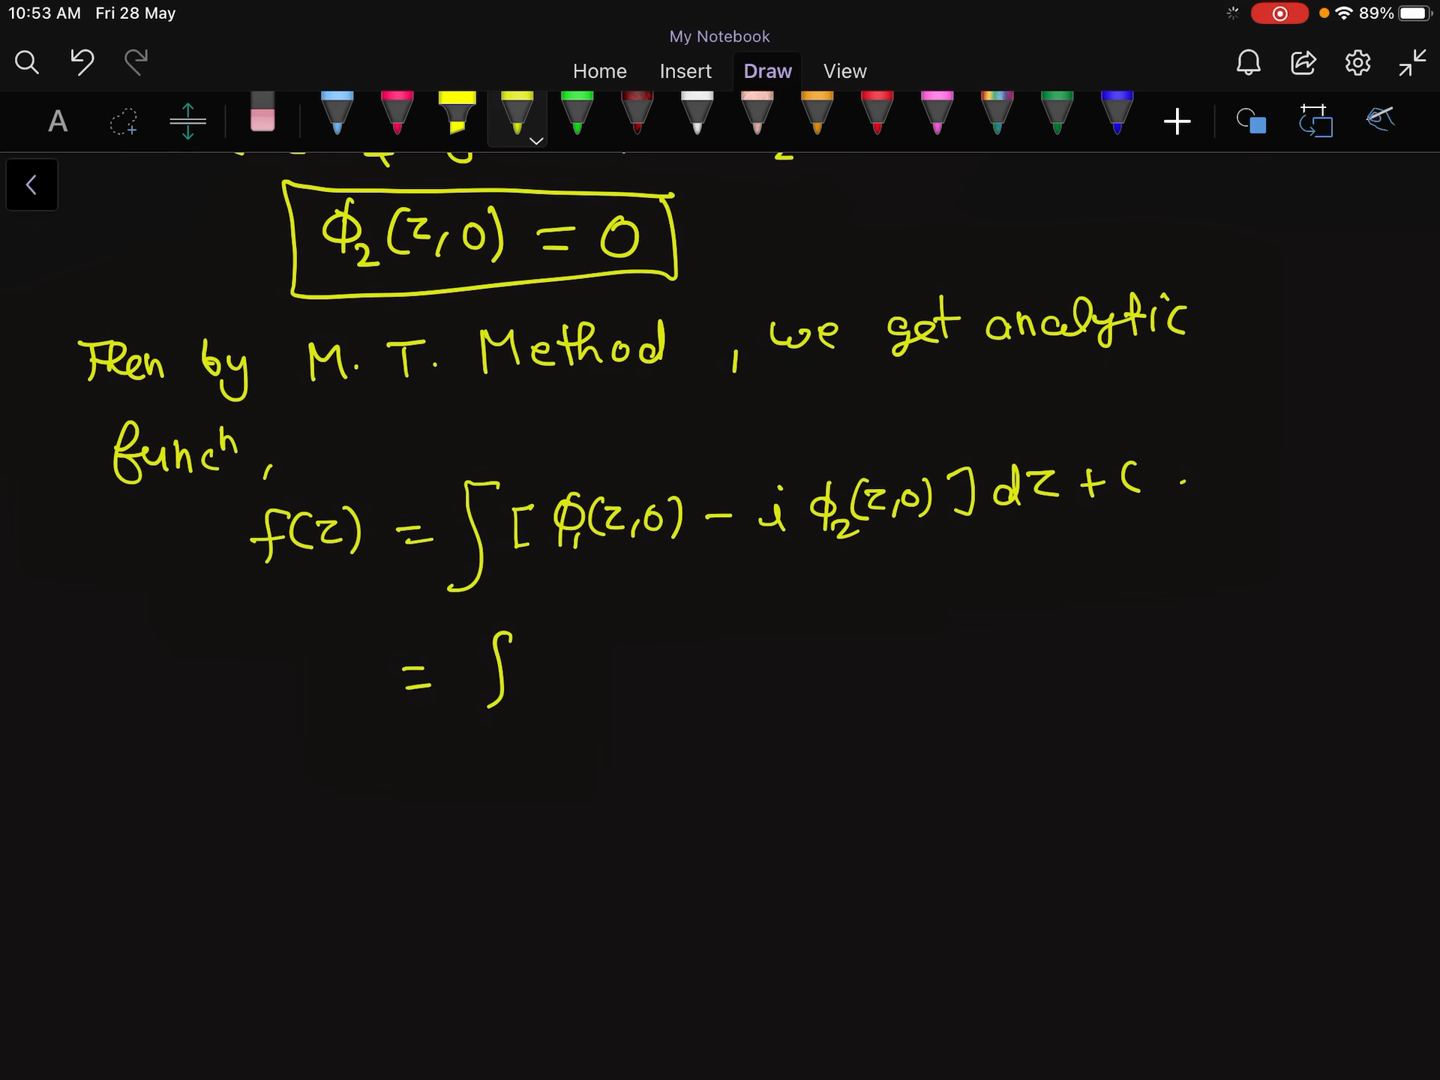 10:53 AM Fri 28 May
89%
My Notebook
Home Insert Draw View
A
ϕ₂(z,0) = 0
Then by M. T. Method, we get analytic
funcⁿ,
f(z) = ∫[ϕ₁(z,0) - i ϕ₂(z,0)]dz + C.
= ∫